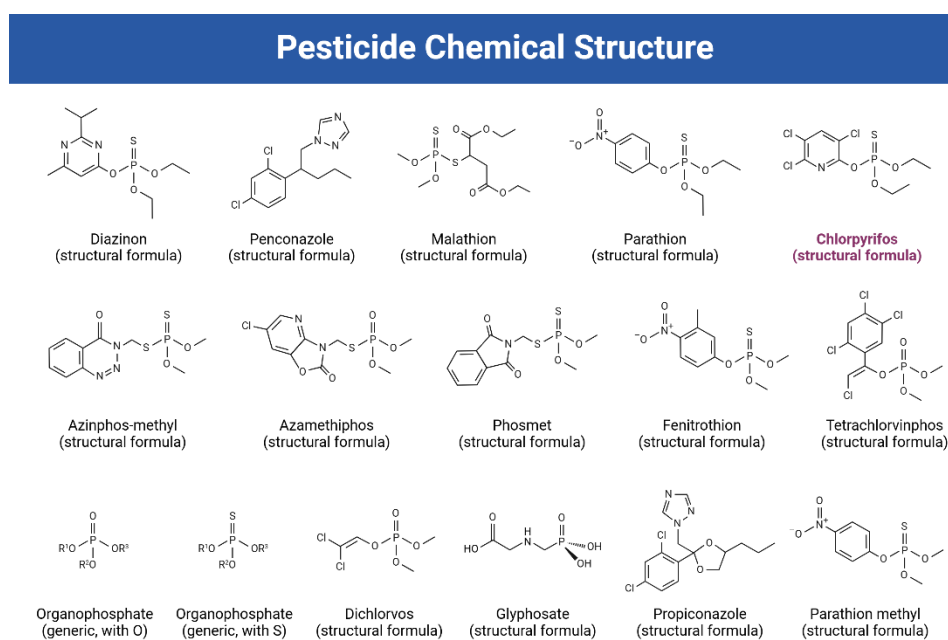 Pesticide Chemical Structure
Diazinon
(structural formula)
Penconazole
(structural formula)
Malathion
(structural formula)
Parathion
(structural formula)
Chlorpyrifos
(structural formula)
Azinphos-methyl
(structural formula)
Azamethiphos
(structural formula)
Phosmet
(structural formula)
Fenitrothion
(structural formula)
Tetrachlorvinphos
(structural formula)
Organophosphate
(generic, with O)
Organophosphate
(generic, with S)
Dichlorvos
(structural formula)
Glyphosate
(structural formula)
Propiconazole
(structural formula)
Parathion methyl
(structural formula)